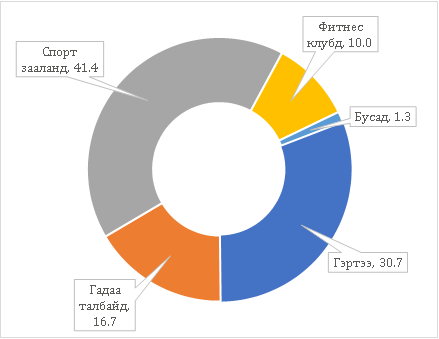 Фитнес
клубд, 10.0
Спорт
зааланд, 41.4
Бусад, 1.3
Гэртээ, 30.7
Гадаа
талбайд,
16.7